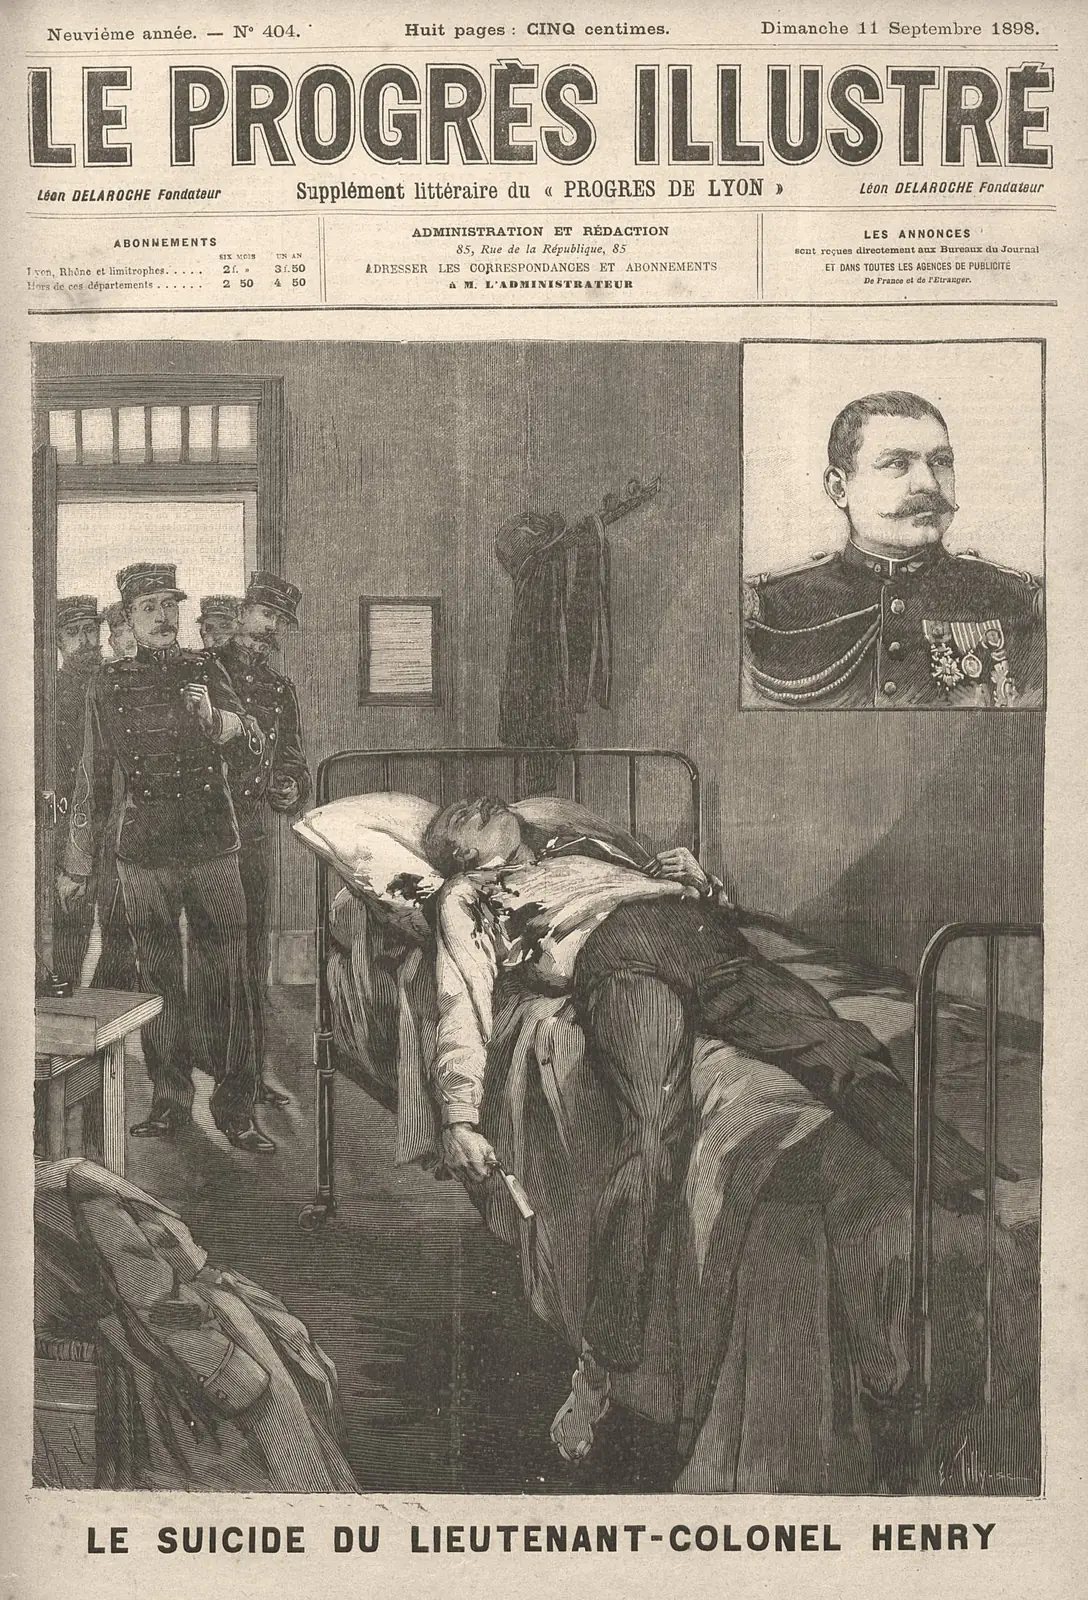 Neuvième année. — N° 404.
Huit pages : CINQ centimes.
Dimanche 11 Septembre 1898.
LE PROGRÈS ILLUSTRÉ
Léon DELAROCHE Fondateur
Supplément littéraire du « PROGRES DE LYON »
Léon DELAROCHE Fondateur
ABONNEMENTS
SIX MOIS UN AN
Lyon, Rhône et limitrophes. . . . . 2 f. » 3 f. 50
Hors de ces départements . . . . . . 2 50 4 50
ADMINISTRATION ET RÉDACTION
85, Rue de la République, 85
ADRESSER LES CORRESPONDANCES ET ABONNEMENTS
à M. L'ADMINISTRATEUR
LES ANNONCES
sont reçues directement aux Bureaux du Journal
ET DANS TOUTES LES AGENCES DE PUBLICITÉ
De France et de l'Etranger.
LE SUICIDE DU LIEUTENANT-COLONEL HENRY